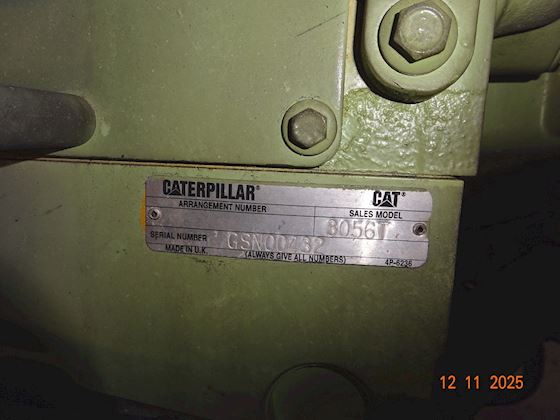 CATERPILLAR® CAT®
ARRANGEMENT NUMBER SALES MODEL
3056T
SERIAL NUMBER GSN00432
MADE IN U.K. (ALWAYS GIVE ALL NUMBERS) 4P-6236
12 11 2025